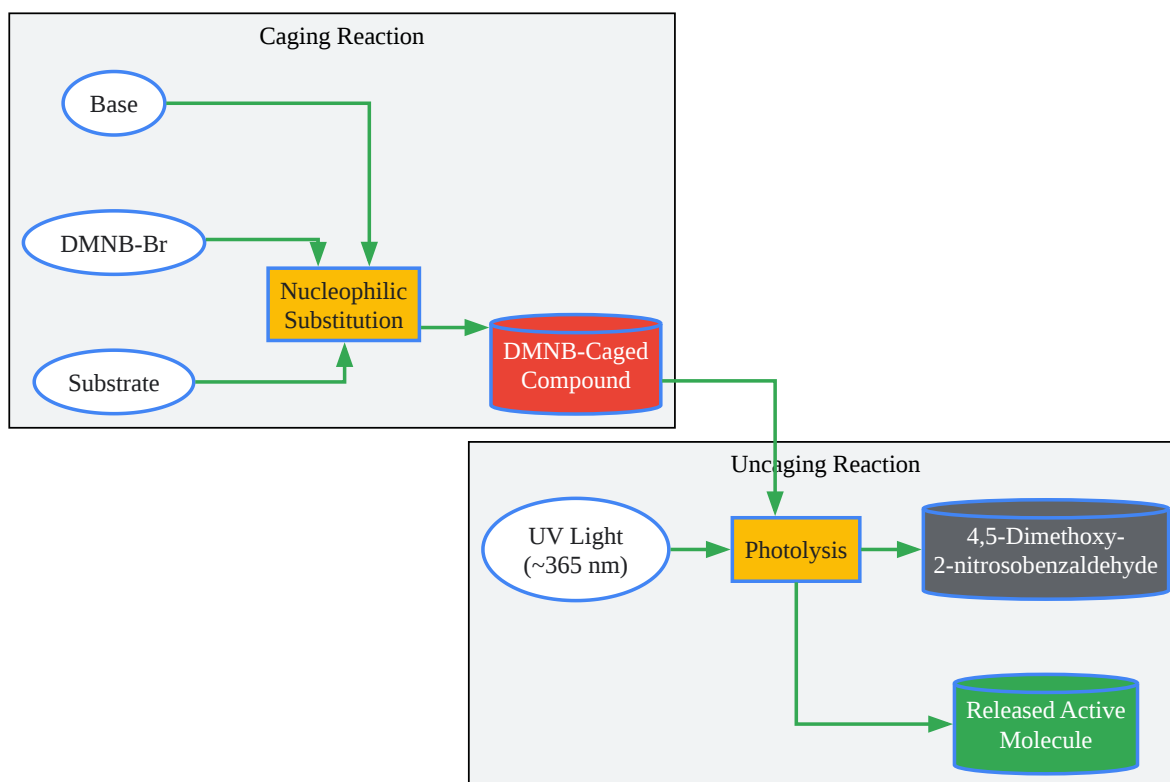 Caging Reaction
Base
DMNB-Br
Nucleophilic
Substitution
Substrate
DMNB-Caged
Compound
Uncaging Reaction
UV Light
(~365 nm)
Photolysis
4,5-Dimethoxy-
2-nitrosobenzaldehyde
Released Active
Molecule